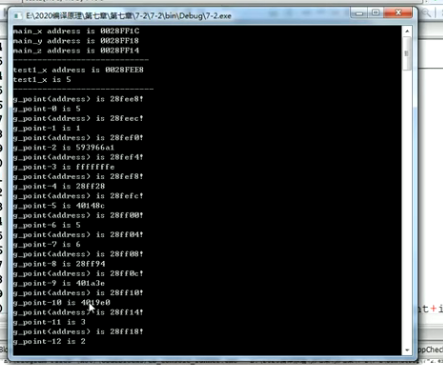 E:\2020编译原理\第七章\第七章\7-2\7-2\bin\Debug\7-2.exe
main_x address is 0028FF1C
main_y address is 0028FF18
main_z address is 0028FF14
------------------------------
test1_x address is 0028FEE8
test1_x is 5
------------------------------
g_point(address) is 28fee8!
g_point-0 is 5
g_point(address) is 28feec!
g_point-1 is 1
g_point(address) is 28fef0!
g_point-2 is 593966a1
g_point(address) is 28fef4!
g_point-3 is fffffffe
g_point(address) is 28fef8!
g_point-4 is 28ff28
g_point(address) is 28fefc!
g_point-5 is 40148c
g_point(address) is 28ff00!
g_point-6 is 5
g_point(address) is 28ff04!
g_point-7 is 6
g_point(address) is 28ff08!
g_point-8 is 28ff94
g_point(address) is 28ff0c!
g_point-9 is 401a3e
g_point(address) is 28ff10!
g_point-10 is 4019e0
g_point(address) is 28ff14!
g_point-11 is 3
g_point(address) is 28ff18!
g_point-12 is 2